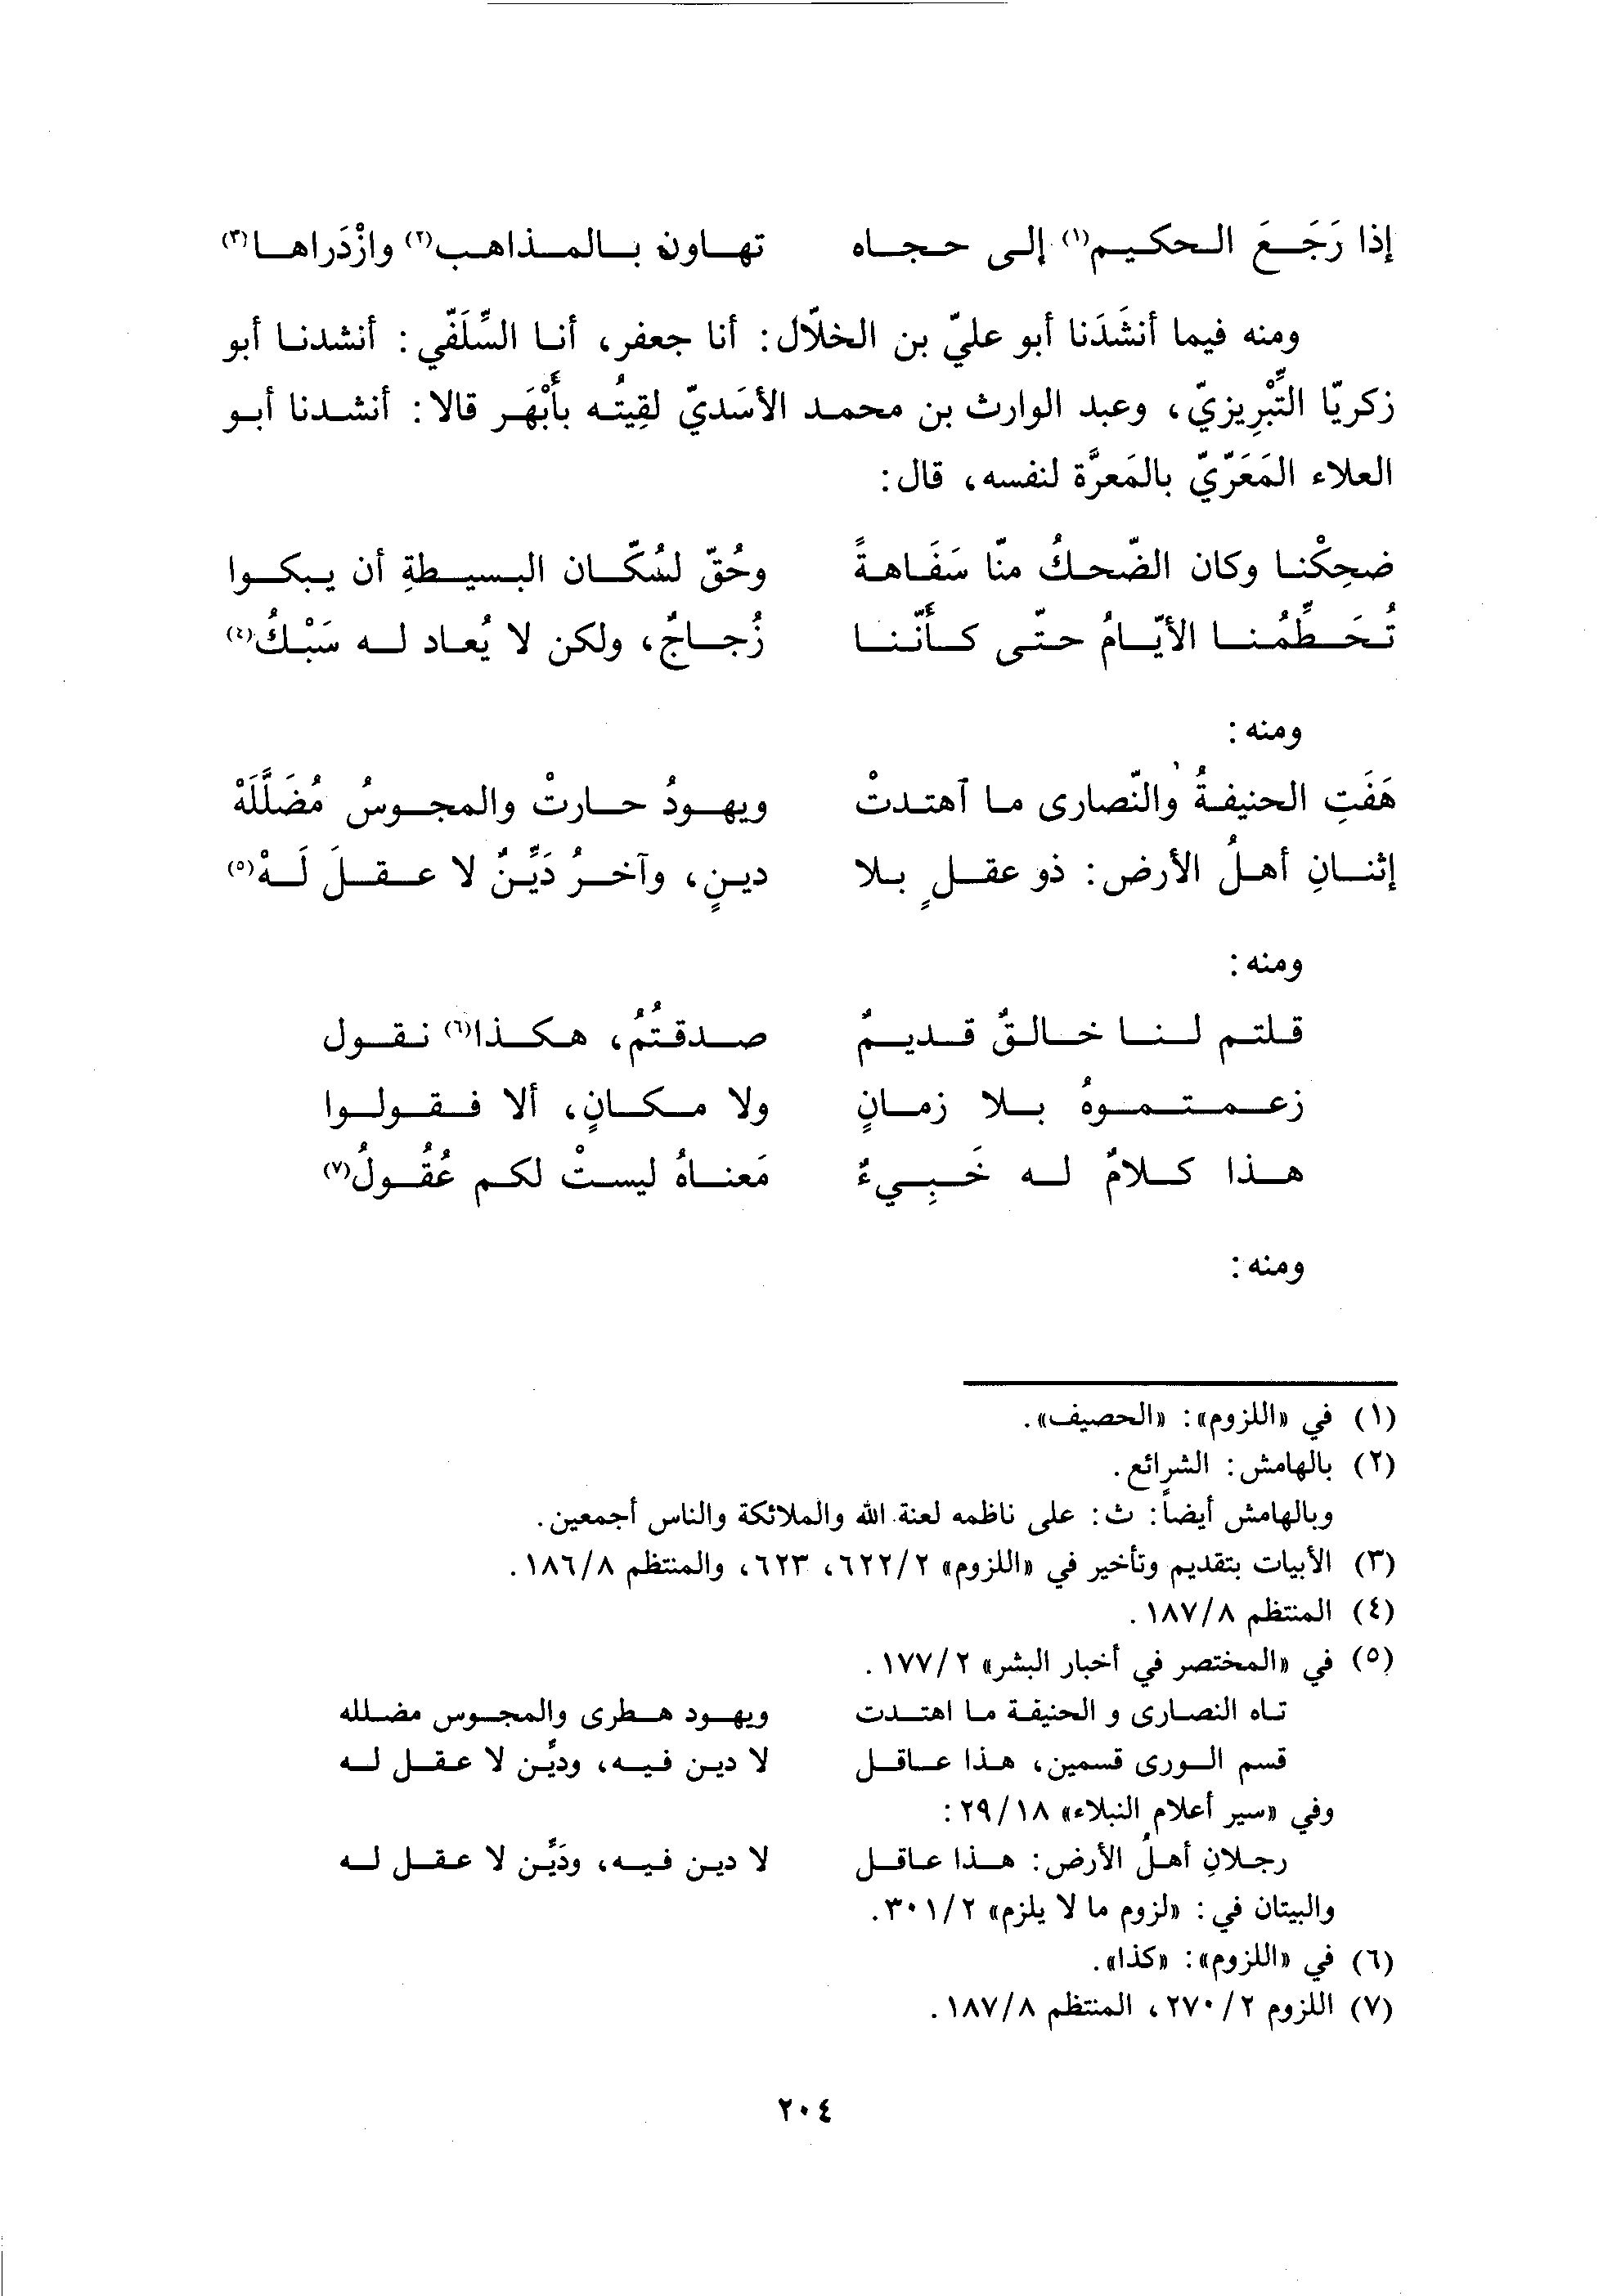 إذا رَجَعَ الحكيم(١) إلى حجاه تهاون بالمذاهب(٢) وازْدَراها(٣)
ومنه فيما أنشَدَنا أبو عليّ بن الخلّال: أنا جعفر، أنا السِّلَفّي: أنشدنا أبو
زكريّا التِّبْرِيزيّ، وعبد الوارث بن محمد الأسَديّ لقِيتُه بأَبْهَر قالا: أنشدنا أبو
العلاء المَعَرّيّ بالمَعرَّة لنفسه، قال:
ضحِكْنا وكان الضّحكُ منّا سَفَاهةً وحُقّ لسُكّان البسيطةِ أن يبكوا
تُحَطِّمُنا الأيّامُ حتّى كأنّنا زُجاجٌ، ولكن لا يُعاد له سَبْكُ(٤)
ومنه:
هَفَتِ الحنيفةُ والنّصارى ما آهتدتْ ويهودُ حارتْ والمجوسُ مُضَلَّلَهْ
إثنانِ أهلُ الأرض: ذو عقلٍ بلا دينٍ، وآخرُ دَيِّنٌ لا عقلَ لَهْ(٥)
ومنه:
قلتم لنا خالقٌ قديمٌ صدقتُمُ، هكذا(٦) نقول
زعمتموهُ بلا زمانٍ ولا مكانٍ، ألا فقولوا
هذا كلامٌ له خَبِيءٌ مَعناهُ ليستْ لكم عُقُولُ(٧)
ومنه:
(١) في «اللزوم»: «الحصيف».
(٢) بالهامش: الشرائع.
وبالهامش أيضاً: ث: على ناظمه لعنة الله والملائكة والناس أجمعين.
(٣) الأبيات بتقديم وتأخير في «اللزوم» ٢/ ٦٢٢، ٦٢٣، والمنتظم ٨/ ١٨٦.
(٤) المنتظم ٨/ ١٨٧.
(٥) في «المختصر في أخبار البشر» ٢/ ١٧٧.
تاه النصارى و الحنيفة ما اهتدت ويهود هطرى والمجوس مضلله
قسم الورى قسمين، هذا عاقل لا دين فيه، وديّن لا عقل له
وفي «سير أعلام النبلاء» ١٨/ ٢٩:
رجلانِ أهلُ الأرض: هذا عاقل لا دين فيه، ودَيّن لا عقل له
والبيتان في: «لزوم ما لا يلزم» ٢/ ٣٠١.
(٦) في «اللزوم»: «كذا».
(٧) اللزوم ٢/ ٢٧٠، المنتظم ٨/ ١٨٧.
٢٠٤